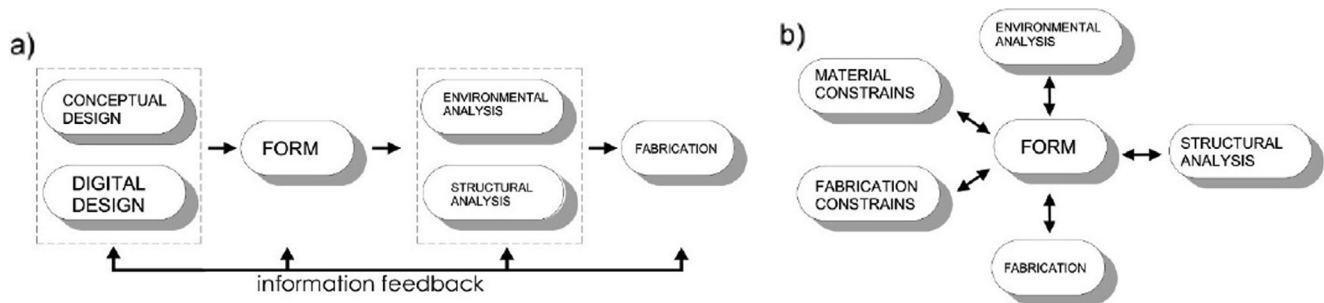 a)
CONCEPTUAL
DESIGN
DIGITAL
DESIGN
FORM
ENVIRONMENTAL
ANALYSIS
STRUCTURAL
ANALYSIS
FABRICATION
information feedback
b)
ENVIRONMENTAL
ANALYSIS
MATERIAL
CONSTRAINS
FORM
STRUCTURAL
ANALYSIS
FABRICATION
CONSTRAINS
FABRICATION